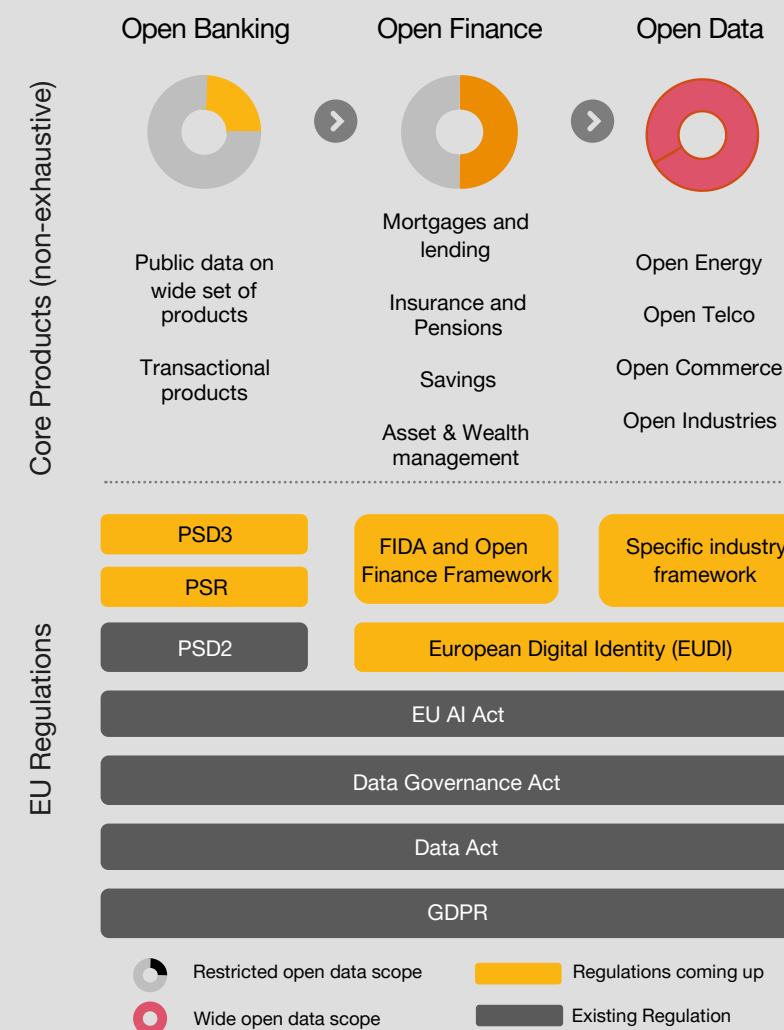 Open Banking
Open Finance
Open Data
Core Products (non-exhaustive)
Public data on
wide set of
products
Transactional
products
Mortgages and
lending
Insurance and
Pensions
Savings
Asset & Wealth
management
Open Energy
Open Telco
Open Commerce
Open Industries
EU Regulations
PSD3
PSR
PSD2
FIDA and Open
Finance Framework
Specific industry
framework
European Digital Identity (EUDI)
EU AI Act
Data Governance Act
Data Act
GDPR
Restricted open data scope
Wide open data scope
Regulations coming up
Existing Regulation